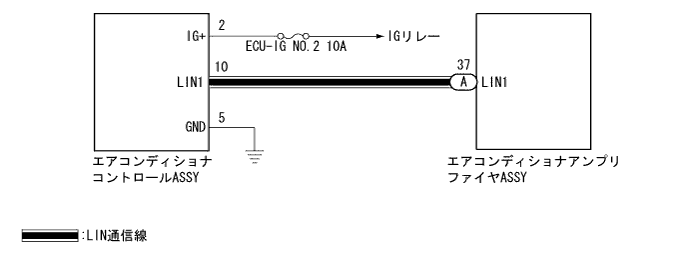 IG+
2
ECU-IG NO.2 10A
IGリレー
LIN1
10
37
A
LIN1
GND
5
エアコンディショナ
コントロールASSY
エアコンディショナアンプリ
ファイヤASSY
:LIN通信線